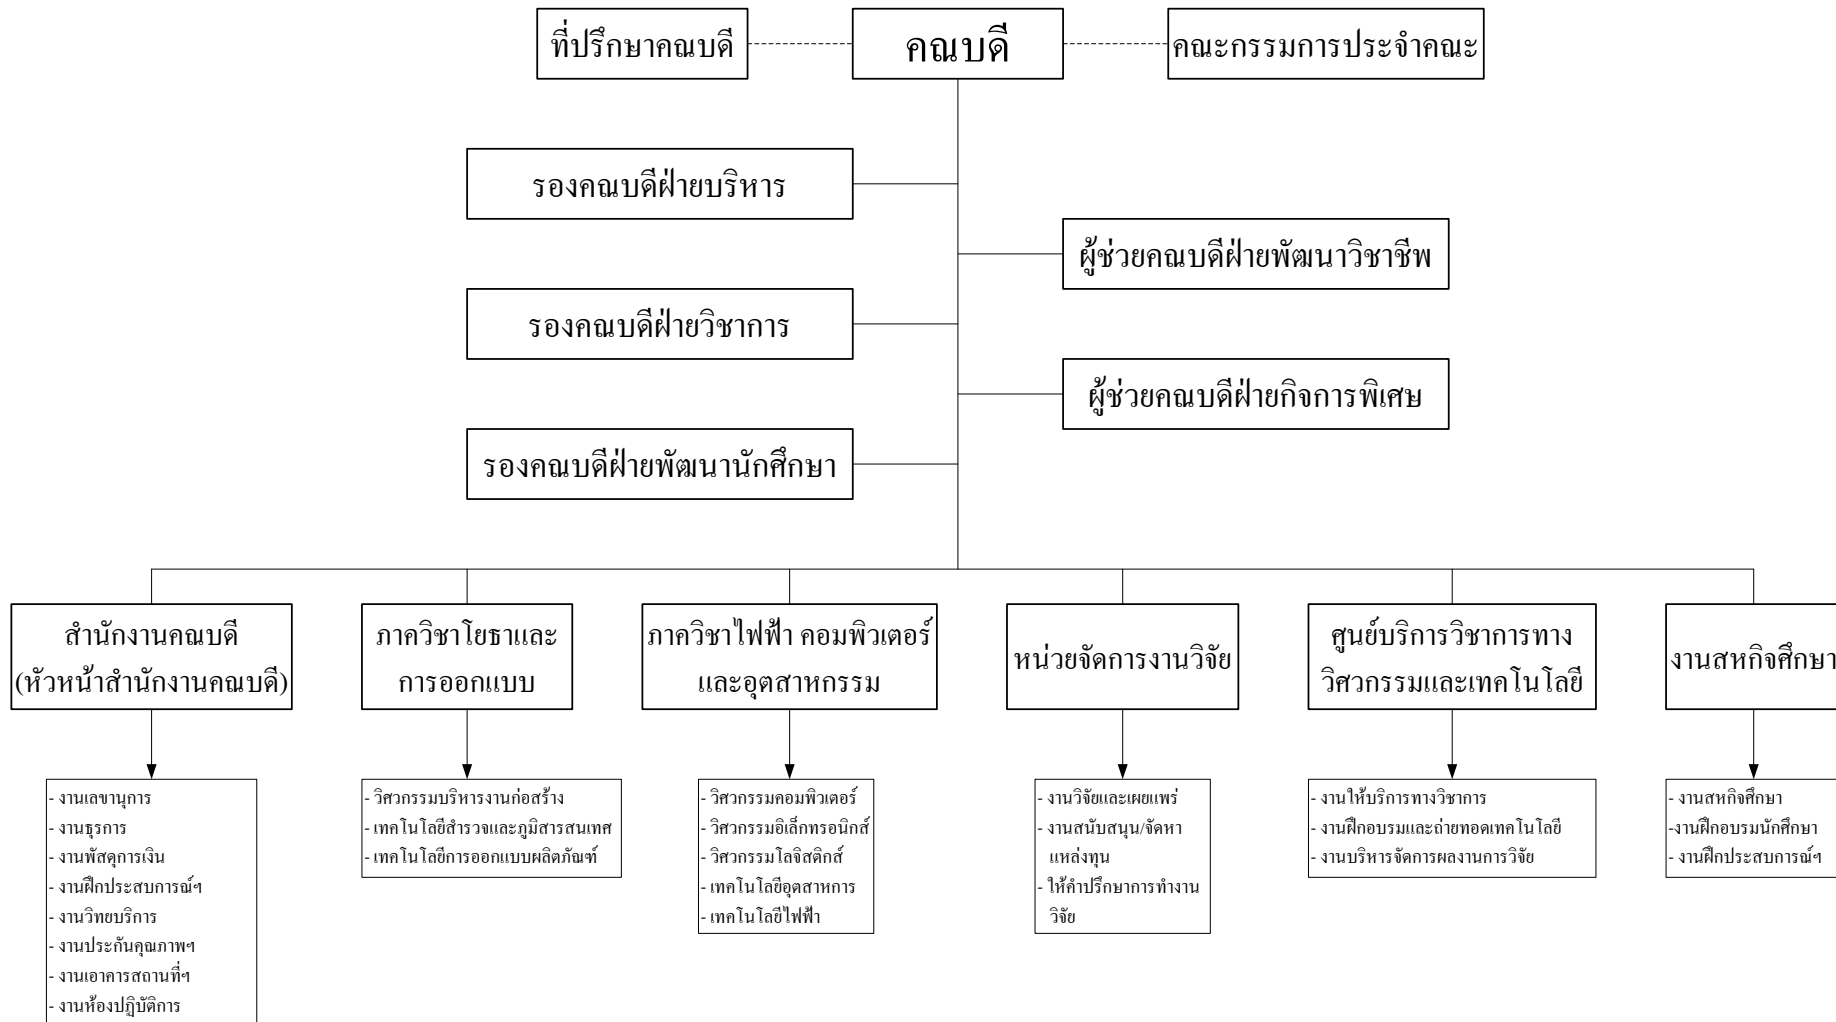 ที่ปรึกษาคณบดี
คณบดี
คณะกรรมการประจำคณะ
รองคณบดีฝ่ายบริหาร
ผู้ช่วยคณบดีฝ่ายพัฒนาวิชาชีพ
รองคณบดีฝ่ายวิชาการ
ผู้ช่วยคณบดีฝ่ายกิจการพิเศษ
รองคณบดีฝ่ายพัฒนานักศึกษา
สำนักงานคณบดี
(หัวหน้าสำนักงานคณบดี)
ภาควิชาโยธาและ
การออกแบบ
ภาควิชาไฟฟ้า คอมพิวเตอร์
และอุตสาหกรรม
หน่วยจัดการงานวิจัย
ศูนย์บริการวิชาการทาง
วิศวกรรมและเทคโนโลยี
งานสหกิจศึกษา
- งานเลขานุการ
- งานธุรการ
- งานพัสดุการเงิน
- งานฝึกประสบการณ์ฯ
- งานวิทยบริการ
- งานประกันคุณภาพฯ
- งานเอาคารสถานที่ฯ
- งานห้องปฏิบัติการ
- วิศวกรรมบริหารงานก่อสร้าง
- เทคโนโลยีสำรวจและภูมิสารสนเทศ
- เทคโนโลยีการออกแบบผลิตภัณฑ์
- วิศวกรรมคอมพิวเตอร์
- วิศวกรรมอิเล็กทรอนิกส์
- วิศวกรรมโลจิสติกส์
- เทคโนโลยีอุตสาหการ
- เทคโนโลยีไฟฟ้า
- งานวิจัยและเผยแพร่
- งานสนับสนุน/จัดหา
แหล่งทุน
- ให้คำปรึกษาการทำงาน
วิจัย
- งานให้บริการทางวิชาการ
- งานฝึกอบรมและถ่ายทอดเทคโนโลยี
- งานบริหารจัดการผลงานการวิจัย
- งานสหกิจศึกษา
-งานฝึกอบรมนักศึกษา
- งานฝึกประสบการณ์ฯ